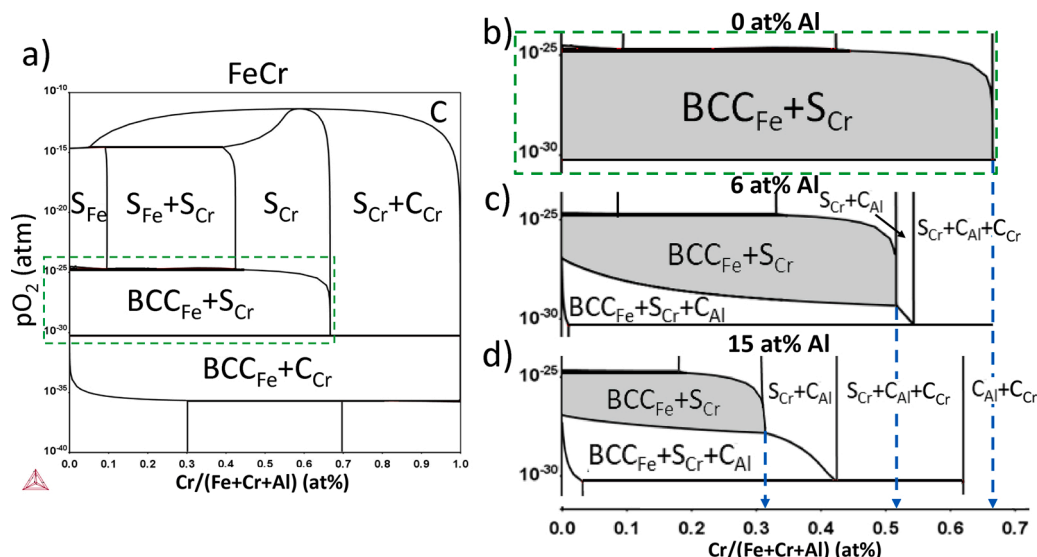 a)
FeCr
10⁻¹⁰
10⁻¹⁵
10⁻²⁰
10⁻²⁵
10⁻³⁰
10⁻³⁵
10⁻⁴⁰
pO₂ (atm)
C
S_Fe
S_Fe+S_Cr
S_Cr
S_Cr+C_Cr
BCC_Fe+S_Cr
BCC_Fe+C_Cr
0.0 0.1 0.2 0.3 0.4 0.5 0.6 0.7 0.8 0.9 1.0
Cr/(Fe+Cr+Al) (at%)
b)
0 at% Al
10⁻²⁵
BCC_Fe+S_Cr
10⁻³⁰
c)
6 at% Al
10⁻²⁵
S_Cr+C_Al
S_Cr+C_Al+C_Cr
BCC_Fe+S_Cr
BCC_Fe+S_Cr+C_Al
10⁻³⁰
d)
15 at% Al
10⁻²⁵
BCC_Fe+S_Cr
S_Cr+C_Al
S_Cr+C_Al+C_Cr
C_Al+C_Cr
BCC_Fe+S_Cr+C_Al
10⁻³⁰
0.0 0.1 0.2 0.3 0.4 0.5 0.6 0.7
Cr/(Fe+Cr+Al) (at%)